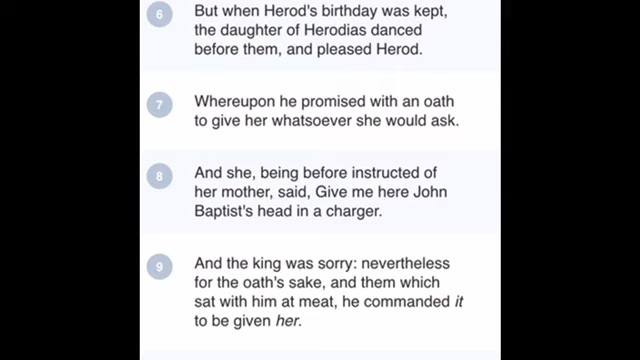 6 But when Herod's birthday was kept,
the daughter of Herodias danced
before them, and pleased Herod.
7 Whereupon he promised with an oath
to give her whatsoever she would ask.
8 And she, being before instructed of
her mother, said, Give me here John
Baptist's head in a charger.
9 And the king was sorry: nevertheless
for the oath's sake, and them which
sat with him at meat, he commanded it
to be given her.